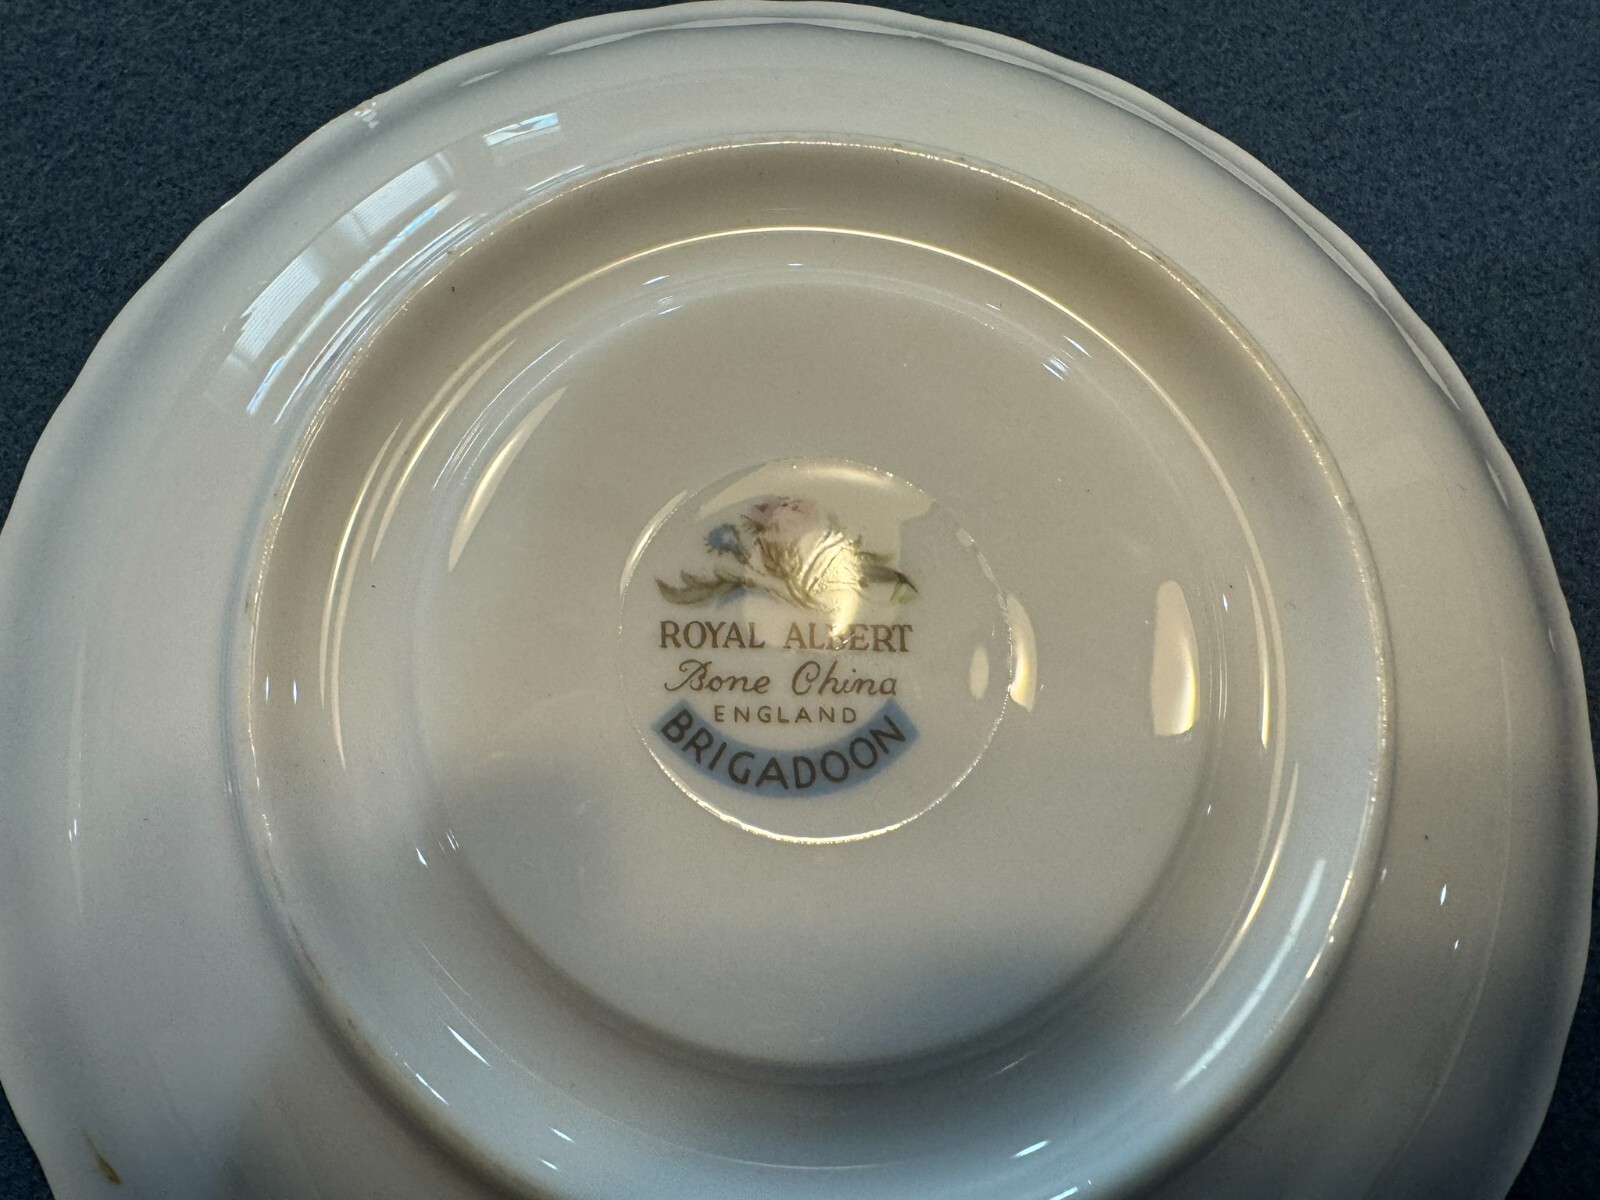 ROYAL ALBERT
Bone China
ENGLAND
BRIGADOON